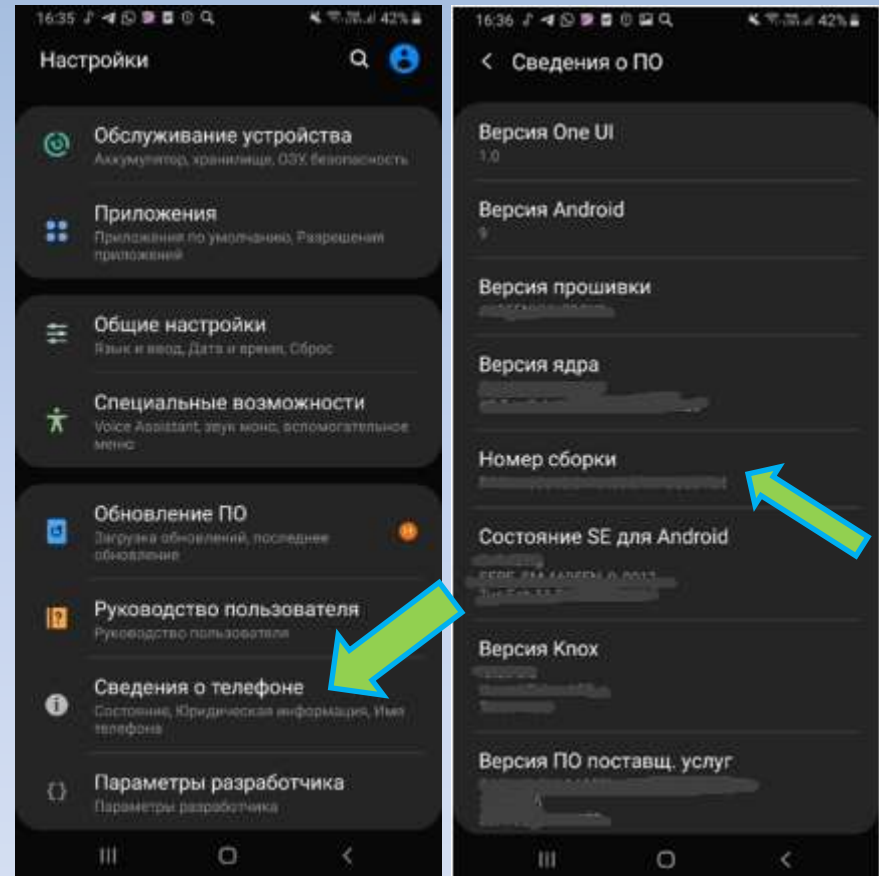 16:35
42%
Настройки
Обслуживание устройства
Аккумулятор, хранилище, ОЗУ, безопасность
Приложения
Приложения по умолчанию, Разрешения
приложений
Общие настройки
Язык и ввод, Дата и время, Сброс
Специальные возможности
Voice Assistant, звук моно, вспомогательное
меню
Обновление ПО
Загрузка обновлений, последнее
обновление
Руководство пользователя
Руководство пользователя
Сведения о телефоне
Состояние, Юридическая информация, Имя
телефона
Параметры разработчика
Параметры разработчика
16:36
42%
Сведения о ПО
Версия One UI
1.0
Версия Android
9
Версия прошивки
Версия ядра
Номер сборки
Состояние SE для Android
Версия Knox
Версия ПО поставщ. услуг